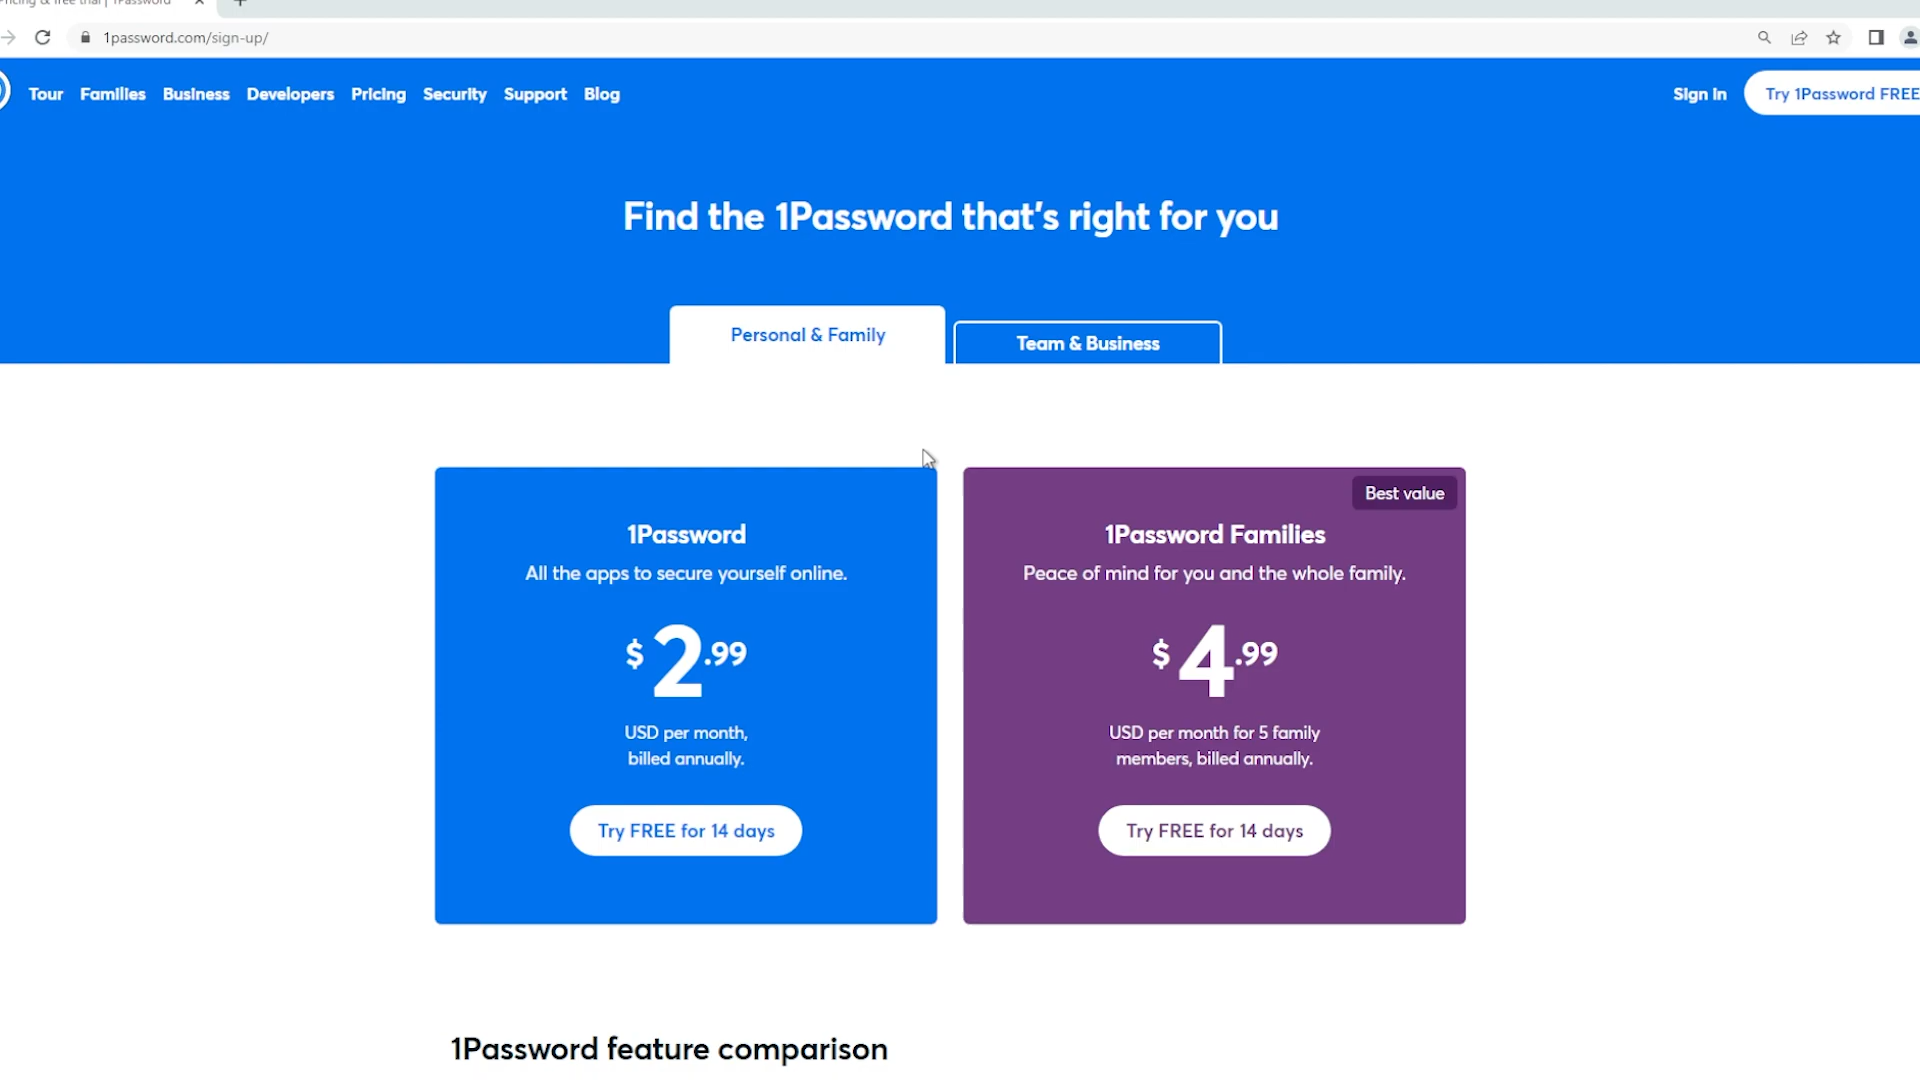 Pricing & free trial | 1Password
1password.com/sign-up/
Tour Families Business Developers Pricing Security Support Blog
Sign in
Try 1Password FREE
Find the 1Password that's right for you
Personal & Family
Team & Business
1Password
All the apps to secure yourself online.
$2.99
USD per month,
billed annually.
Try FREE for 14 days
Best value
1Password Families
Peace of mind for you and the whole family.
$4.99
USD per month for 5 family
members, billed annually.
Try FREE for 14 days
1Password feature comparison